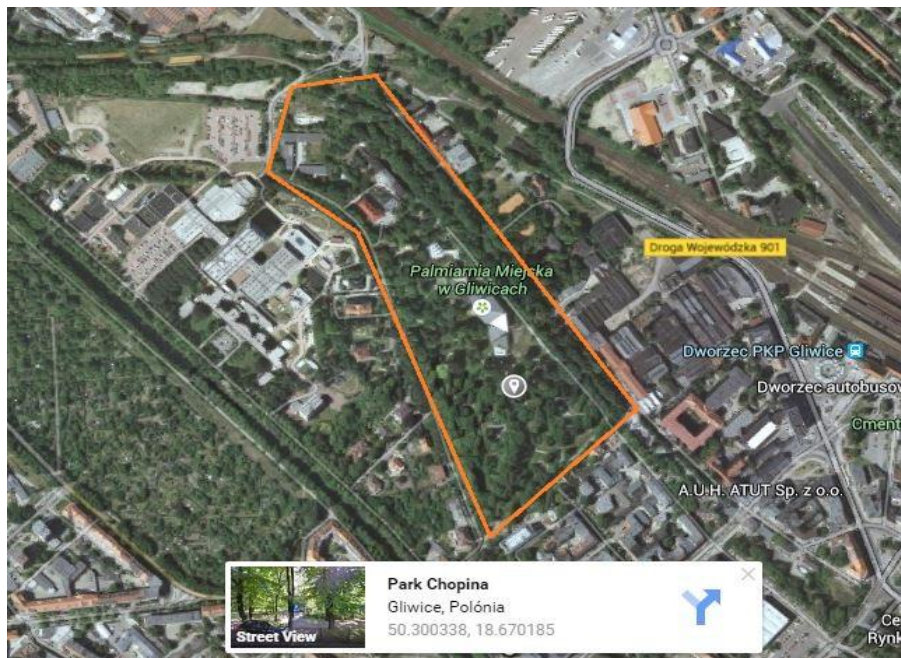 Droga Wojewódzka 901
Palmiarnia Miejska
w Gliwicach
Dworzec PKP Gliwice
Dworzec autobusow
Cment
A.U.H. ATUT Sp. z o.o.
Park Chopina
Gliwice, Polónia
50.300338, 18.670185
Street View
Ce
Rynk